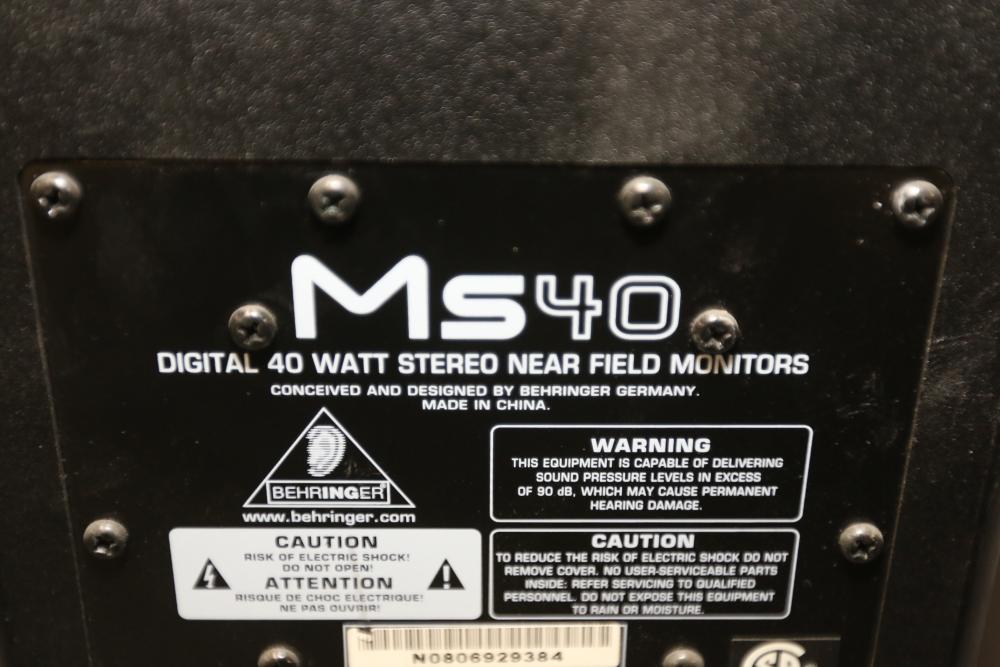 MS40
DIGITAL 40 WATT STEREO NEAR FIELD MONITORS
CONCEIVED AND DESIGNED BY BEHRINGER GERMANY.
MADE IN CHINA.
BEHRINGER
www.behringer.com
WARNING
THIS EQUIPMENT IS CAPABLE OF DELIVERING
SOUND PRESSURE LEVELS IN EXCESS
OF 90 dB, WHICH MAY CAUSE PERMANENT
HEARING DAMAGE.
CAUTION
RISK OF ELECTRIC SHOCK!
DO NOT OPEN!
ATTENTION
RISQUE DE CHOC ELECTRIQUE!
NE PAS OUVRIR!
CAUTION
TO REDUCE THE RISK OF ELECTRIC SHOCK DO NOT
REMOVE COVER. NO USER-SERVICEABLE PARTS
INSIDE: REFER SERVICING TO QUALIFIED
PERSONNEL. DO NOT EXPOSE THIS EQUIPMENT
TO RAIN OR MOISTURE.
N0806929384